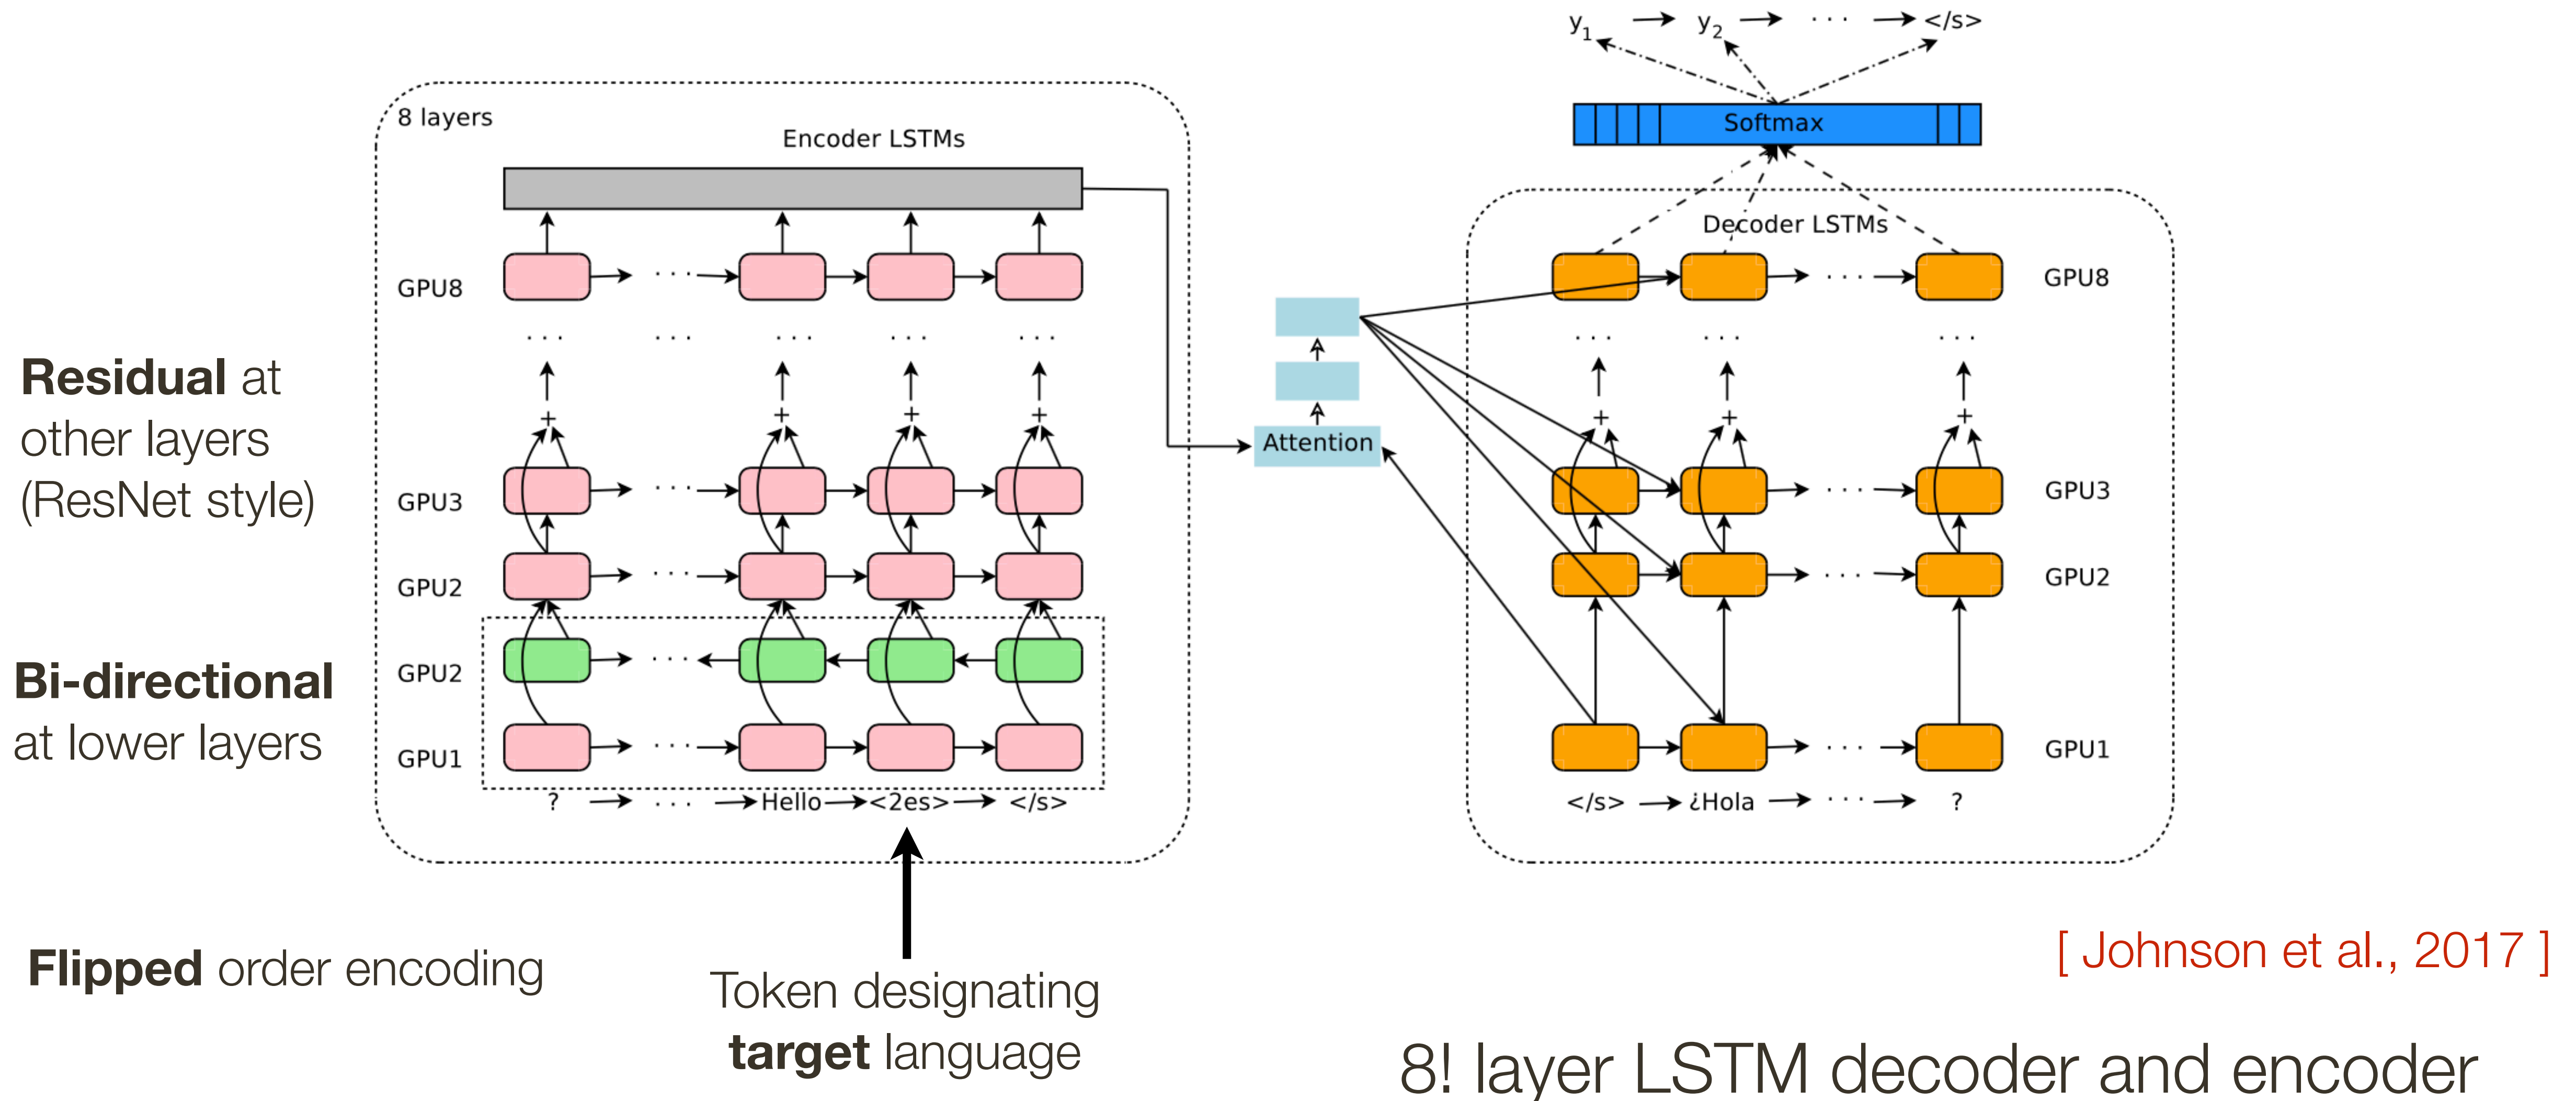 y1 y2 · · · </s>
Softmax
8 layers
Encoder LSTMs
Decoder LSTMs
GPU8
GPU8
· · · · · · · · · · · · · · ·
· · · · · · · · ·
Residual at
other layers
(ResNet style)
+ + + +
+ + +
Attention
GPU3
GPU3
GPU2
GPU2
Bi-directional
at lower layers
GPU2
GPU1
GPU1
? · · · Hello <2es> </s>
</s> ¿Hola · · · ?
Flipped order encoding
Token designating
target language
[ Johnson et al., 2017 ]
8! layer LSTM decoder and encoder